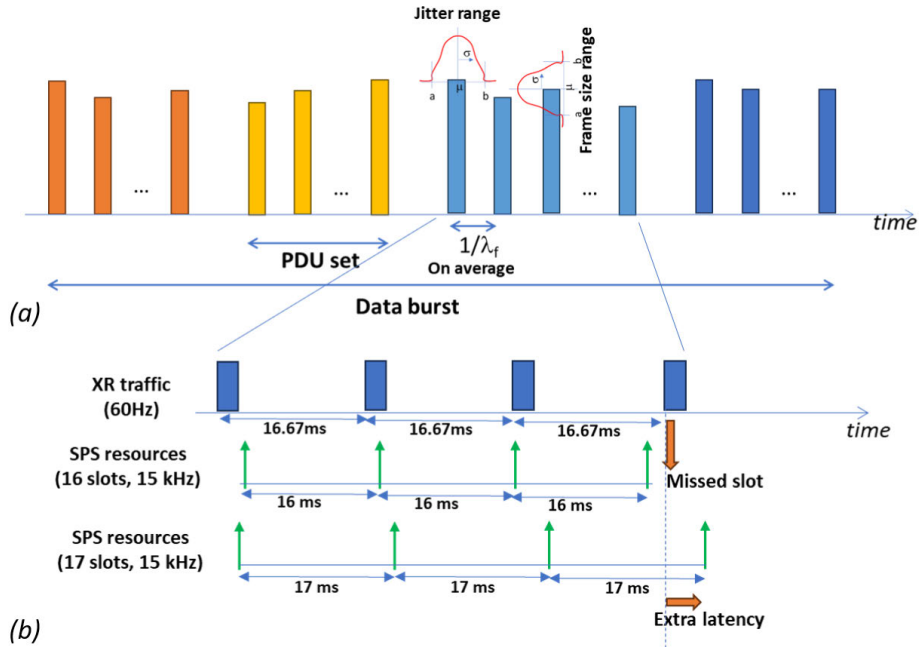 Jitter range
σ
a
μ
b
Frame size range
b
σ
μ
a
...
...
...
...
time
1/λf
On average
PDU set
Data burst
(a)
XR traffic
(60Hz)
16.67ms
16.67ms
16.67ms
time
SPS resources
(16 slots, 15 kHz)
Missed slot
16 ms
16 ms
16 ms
SPS resources
(17 slots, 15 kHz)
17 ms
17 ms
17 ms
Extra latency
(b)